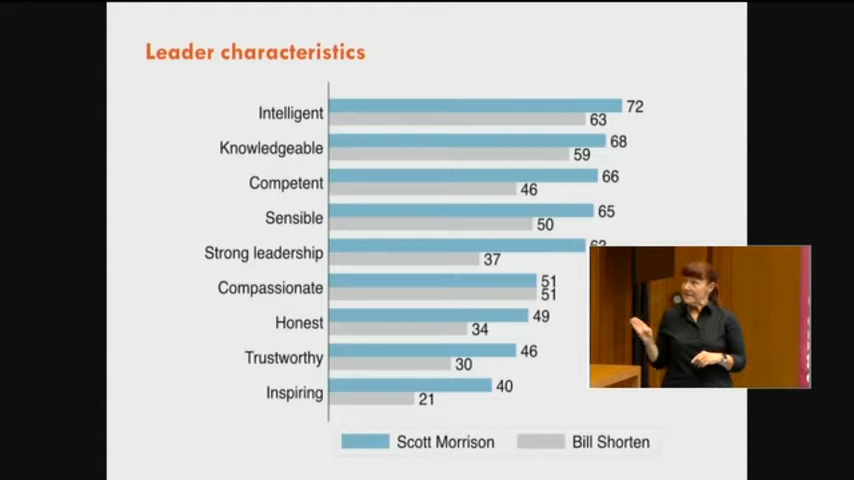 Leader characteristics
Intelligent 72
63
Knowledgeable 68
59
Competent 66
46
Sensible 65
50
Strong leadership
37
Compassionate 51
51
Honest 49
34
Trustworthy 46
30
Inspiring 40
21
Scott Morrison Bill Shorten